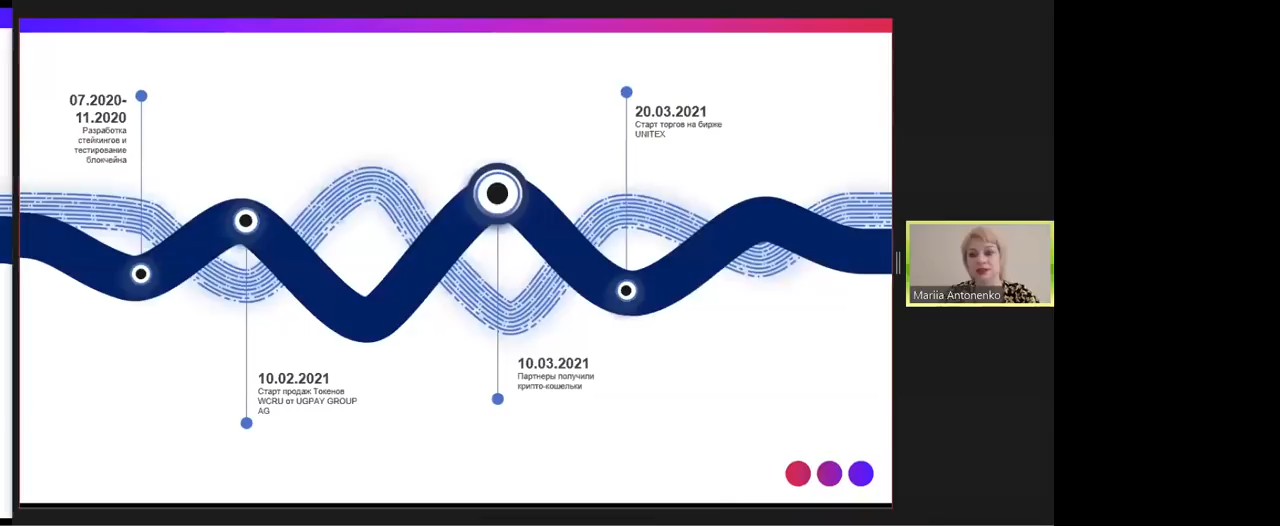 07.2020-
11.2020
Разработка
стейкингов и
тестирование
блокчейна
20.03.2021
Старт торгов на бирже
UNITEX
10.02.2021
Старт продаж Токенов
WCRU от UGPAY GROUP
AG
10.03.2021
Партнеры получили
крипто-кошельки
Mariia Antonenko